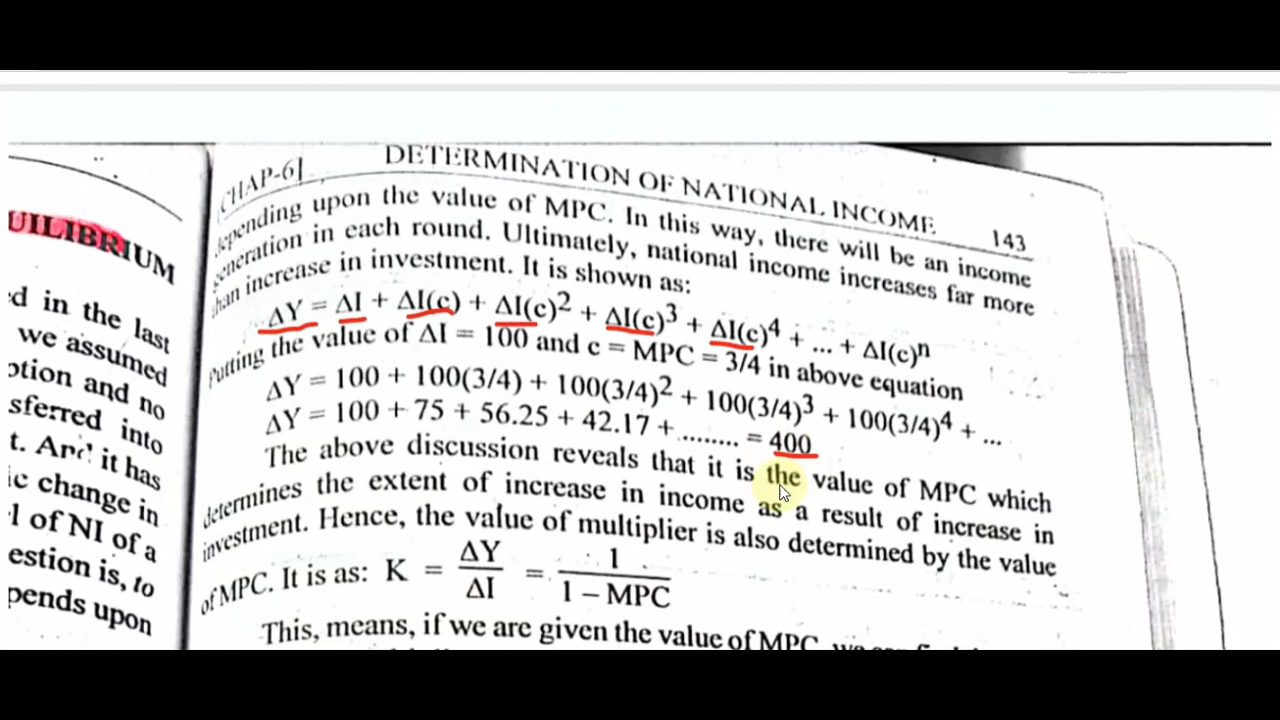 UILIBRIUM
d in the last
we assumed
ption and no
sferred into
t. And it has
ic change in
l of NI of a
estion is, to
pends upon
CHAP-6] DETERMINATION OF NATIONAL INCOME 143
depending upon the value of MPC. In this way, there will be an income
generation in each round. Ultimately, national income increases far more
than increase in investment. It is shown as:
ΔY = ΔI + ΔI(c) + ΔI(c)² + ΔI(c)³ + ΔI(c)⁴ + ... + ΔI(c)ⁿ
Putting the value of ΔI = 100 and c = MPC = 3/4 in above equation
ΔY = 100 + 100(3/4) + 100(3/4)² + 100(3/4)³ + 100(3/4)⁴ + ...
ΔY = 100 + 75 + 56.25 + 42.17 + ........ = 400
The above discussion reveals that it is the value of MPC which
determines the extent of increase in income as a result of increase in
investment. Hence, the value of multiplier is also determined by the value
of MPC. It is as: K = ΔY/ΔI = 1/(1 – MPC)
This, means, if we are given the value of MPC,